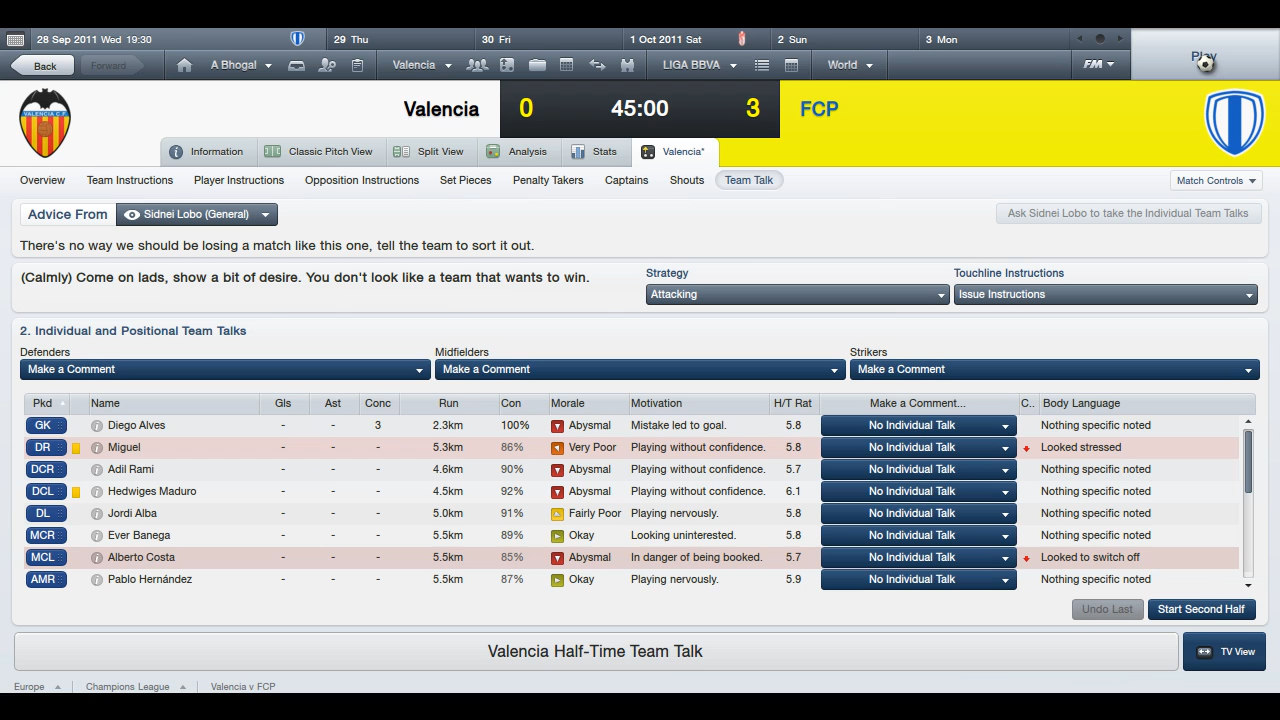 28 Sep 2011 Wed 19:30 29 Thu 30 Fri 1 Oct 2011 Sat 2 Sun 3 Mon
Back Forward A Bhogal Valencia LIGA BBVA World FM Play
VALENCIA C.F Valencia 0 45:00 3 FCP
Information Classic Pitch View Split View Analysis Stats Valencia*
Overview Team Instructions Player Instructions Opposition Instructions Set Pieces Penalty Takers Captains Shouts Team Talk Match Controls
Advice From Sidnei Lobo (General) Ask Sidnei Lobo to take the Individual Team Talks
There's no way we should be losing a match like this one, tell the team to sort it out.
(Calmly) Come on lads, show a bit of desire. You don't look like a team that wants to win.
Strategy Touchline Instructions
Attacking Issue Instructions
2. Individual and Positional Team Talks
Defenders Midfielders Strikers
Make a Comment Make a Comment Make a Comment
Pkd Name Gls Ast Conc Run Con Morale Motivation H/T Rat Make a Comment... C.. Body Language
GK Diego Alves - - 3 2.3km 100% Abysmal Mistake led to goal. 5.8 No Individual Talk Nothing specific noted
DR Miguel - - - 5.3km 86% Very Poor Playing without confidence. 5.8 No Individual Talk Looked stressed
DCR Adil Rami - - - 4.6km 90% Abysmal Playing without confidence. 5.7 No Individual Talk Nothing specific noted
DCL Hedwiges Maduro - - - 4.5km 92% Abysmal Playing without confidence. 6.1 No Individual Talk Nothing specific noted
DL Jordi Alba - - - 5.0km 91% Fairly Poor Playing nervously. 5.8 No Individual Talk Nothing specific noted
MCR Ever Banega - - - 5.5km 89% Okay Looking uninterested. 5.8 No Individual Talk Nothing specific noted
MCL Alberto Costa - - - 5.5km 85% Abysmal In danger of being booked. 5.7 No Individual Talk Looked to switch off
AMR Pablo Hernández - - - 5.5km 87% Okay Playing nervously. 5.9 No Individual Talk Nothing specific noted
Undo Last Start Second Half
Valencia Half-Time Team Talk TV View
Europe Champions League Valencia v FCP